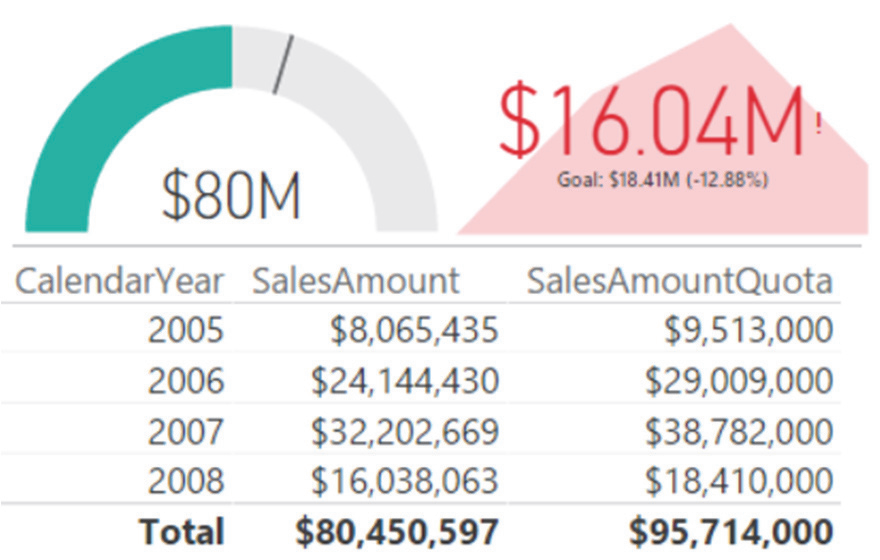 $80M
$16.04M!
Goal: $18.41M (-12.88%)
CalendarYear SalesAmount SalesAmountQuota
2005 $8,065,435 $9,513,000
2006 $24,144,430 $29,009,000
2007 $32,202,669 $38,782,000
2008 $16,038,063 $18,410,000
Total $80,450,597 $95,714,000